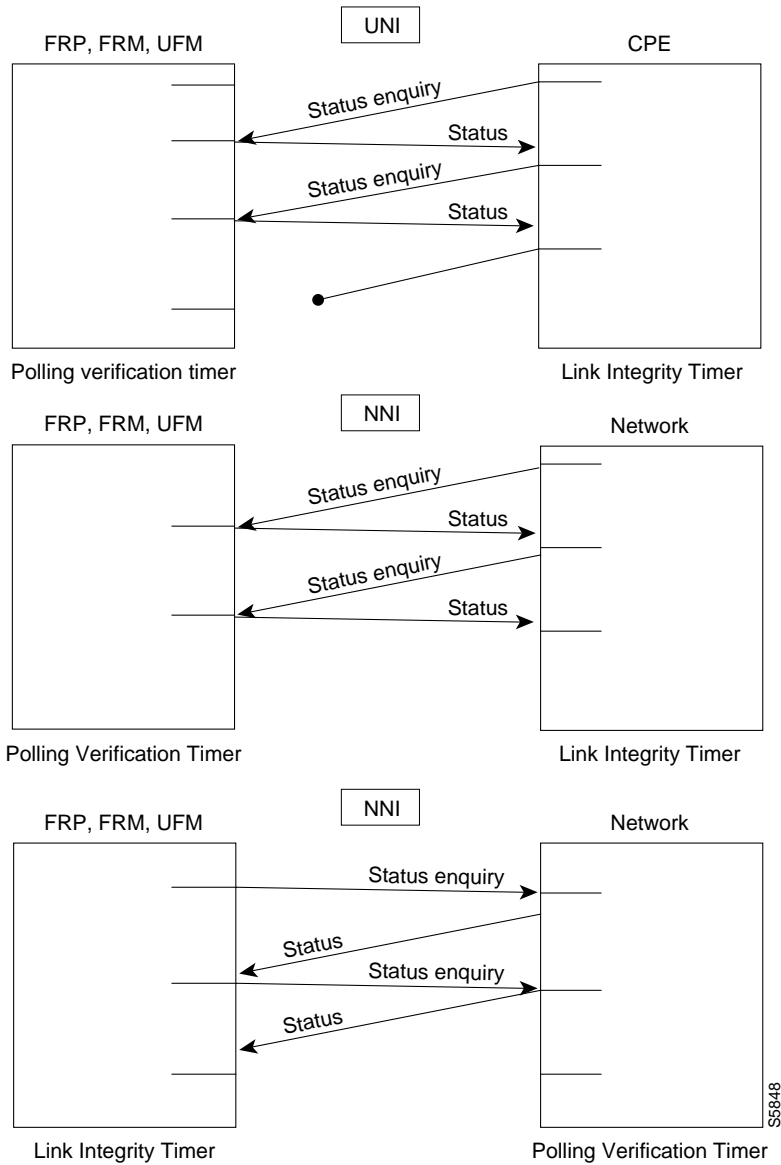 UNI
FRP, FRM, UFM
CPE
Status enquiry
Status
Status enquiry
Status
Polling verification timer
Link Integrity Timer
NNI
FRP, FRM, UFM
Network
Status enquiry
Status
Status enquiry
Status
Polling Verification Timer
Link Integrity Timer
NNI
FRP, FRM, UFM
Network
Status enquiry
Status
Status enquiry
Status
Link Integrity Timer
Polling Verification Timer
S5848